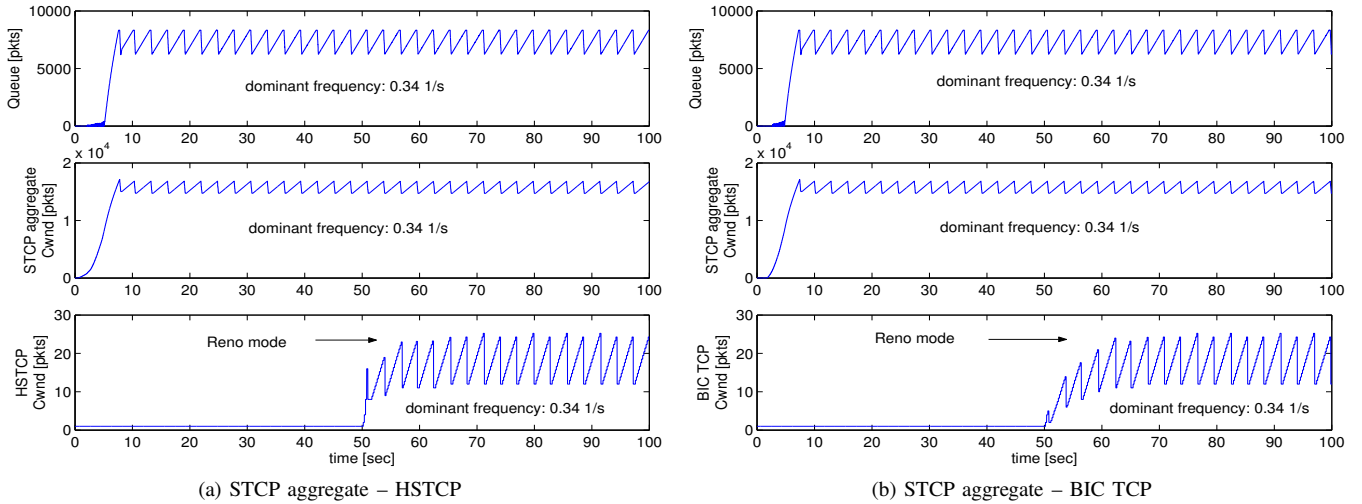 10000
5000
0
Queue [pkts]
dominant frequency: 0.34 1/s
0 10 20 30 40 50 60 70 80 90 100
x 10^4
2
1
0
STCP aggregate
Cwnd [pkts]
dominant frequency: 0.34 1/s
0 10 20 30 40 50 60 70 80 90 100
30
20
10
0
HSTCP
Cwnd [pkts]
Reno mode
dominant frequency: 0.34 1/s
0 10 20 30 40 50 60 70 80 90 100
time [sec]
(a) STCP aggregate – HSTCP
10000
5000
0
Queue [pkts]
dominant frequency: 0.34 1/s
0 10 20 30 40 50 60 70 80 90 100
x 10^4
2
1
0
STCP aggregate
Cwnd [pkts]
dominant frequency: 0.34 1/s
0 10 20 30 40 50 60 70 80 90 100
30
20
10
0
BIC TCP
Cwnd [pkts]
Reno mode
dominant frequency: 0.34 1/s
0 10 20 30 40 50 60 70 80 90 100
time [sec]
(b) STCP aggregate – BIC TCP